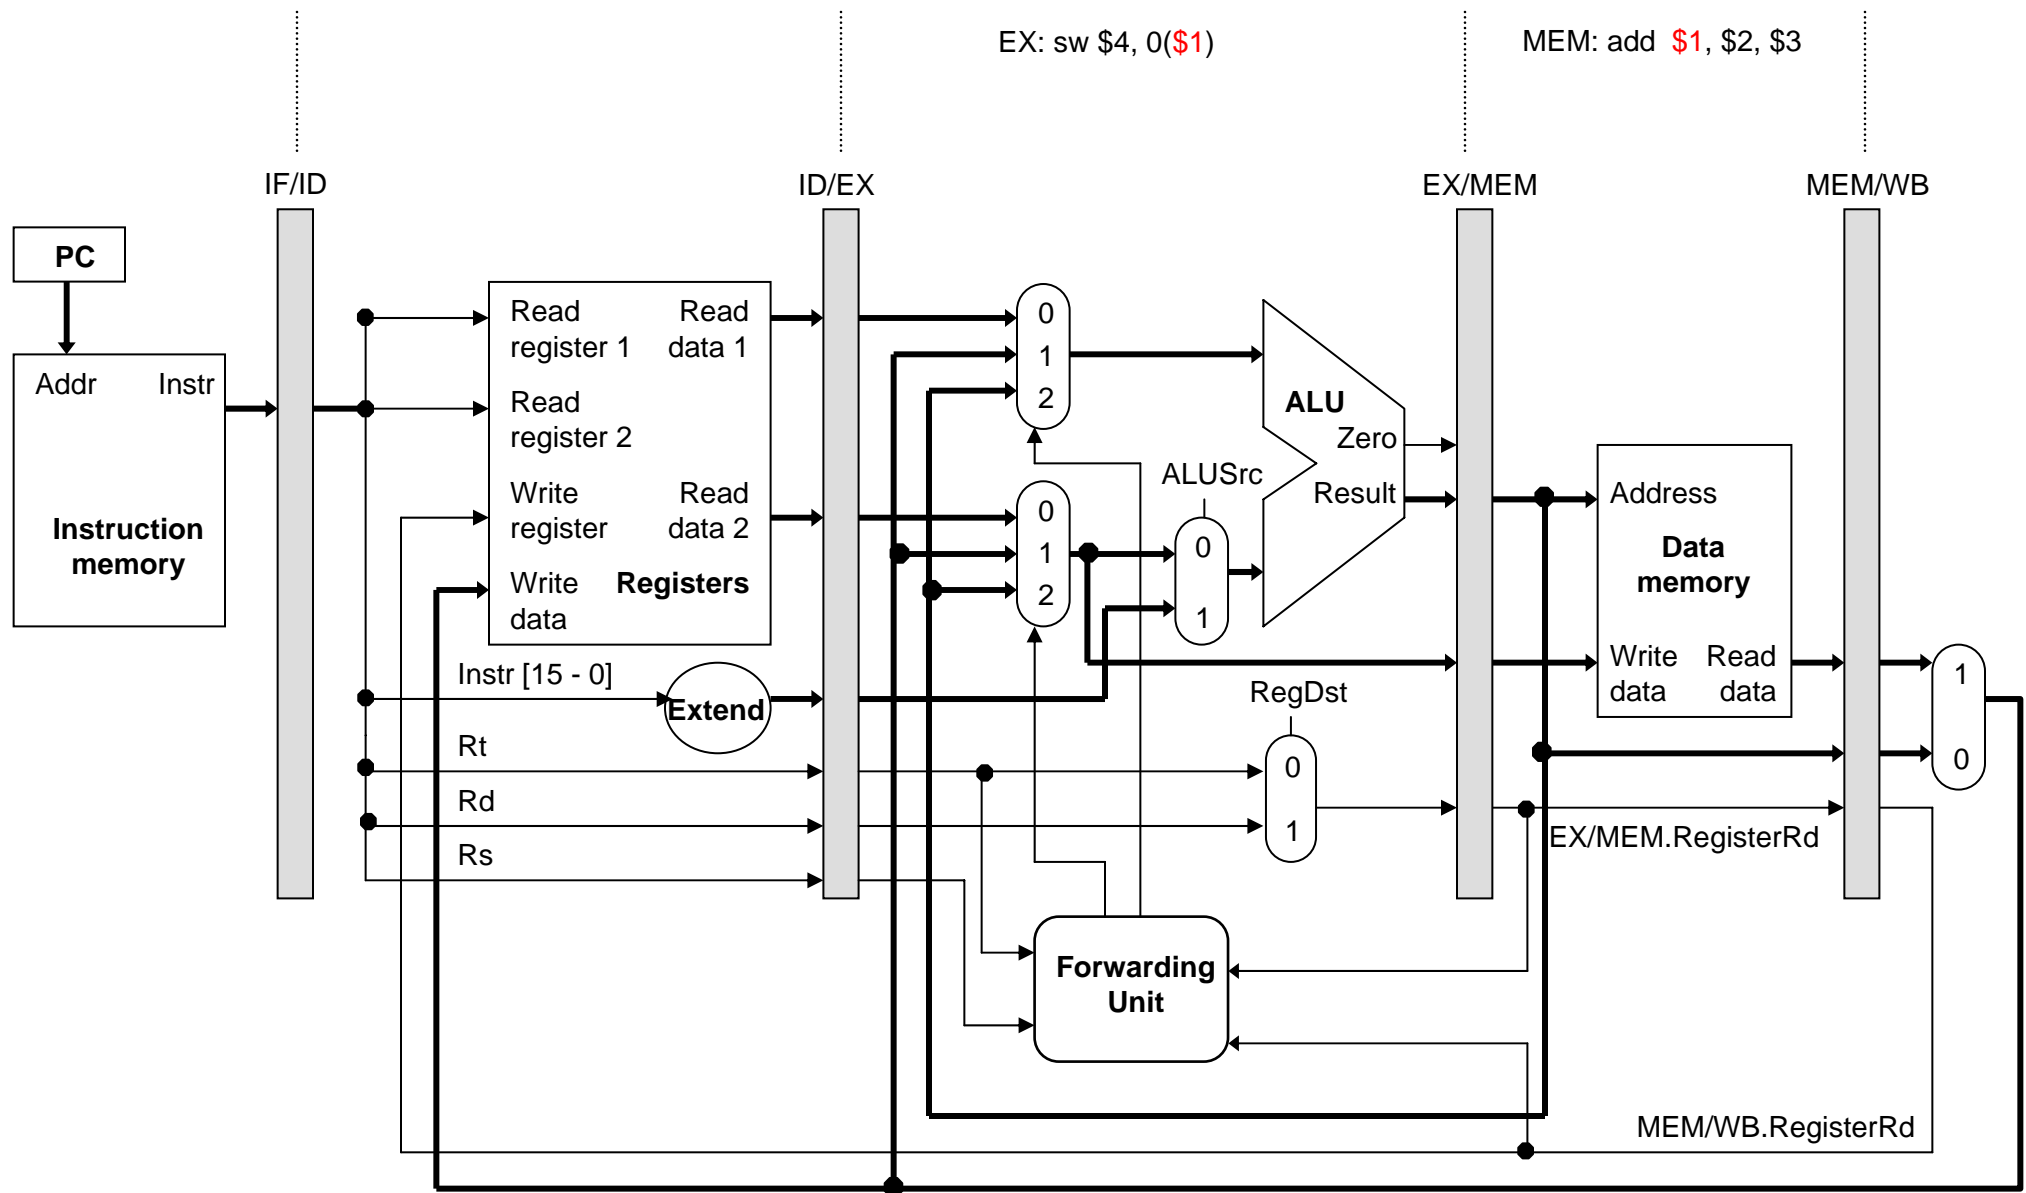 EX: sw $4, 0($1)
MEM: add $1, $2, $3
IF/ID
ID/EX
EX/MEM
MEM/WB
PC
Addr Instr
Instruction
memory
Read
register 1
Read
data 1
Read
register 2
Write
register
Read
data 2
Write
data
Registers
Instr [15 - 0]
Extend
Rt
Rd
Rs
0
1
2
0
1
2
ALUSrc
0
1
ALU
Zero
Result
RegDst
0
1
Forwarding
Unit
Address
Data
memory
Write
data
Read
data
1
0
EX/MEM.RegisterRd
MEM/WB.RegisterRd